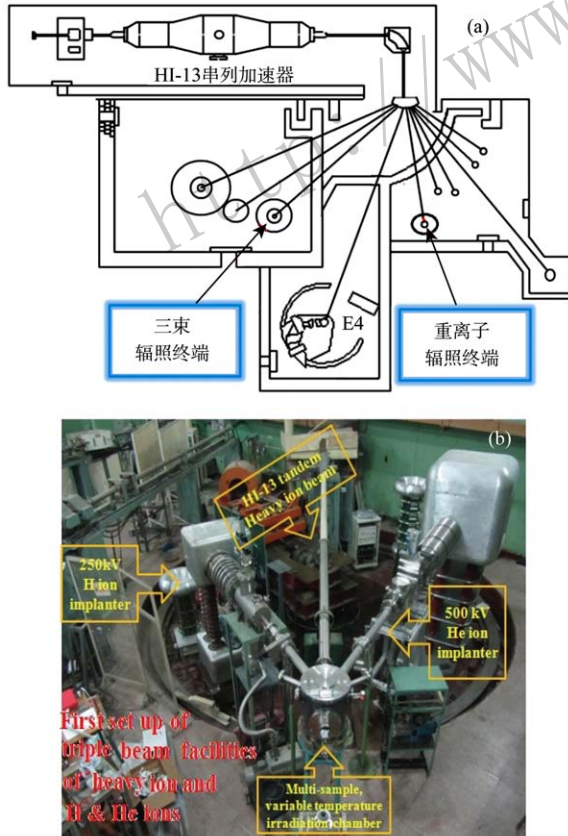 (a)
http://www
HI-13串列加速器
E4
三束
辐照终端
重离子
辐照终端
(b)
HI-13 tandem
Heavy ion beam
250kV
H ion
implanter
500 kV
He ion
implanter
First set up of
triple beam facilities
of heavy ion and
H & He ions
Multi-sample,
variable temperature
irradiation chamber